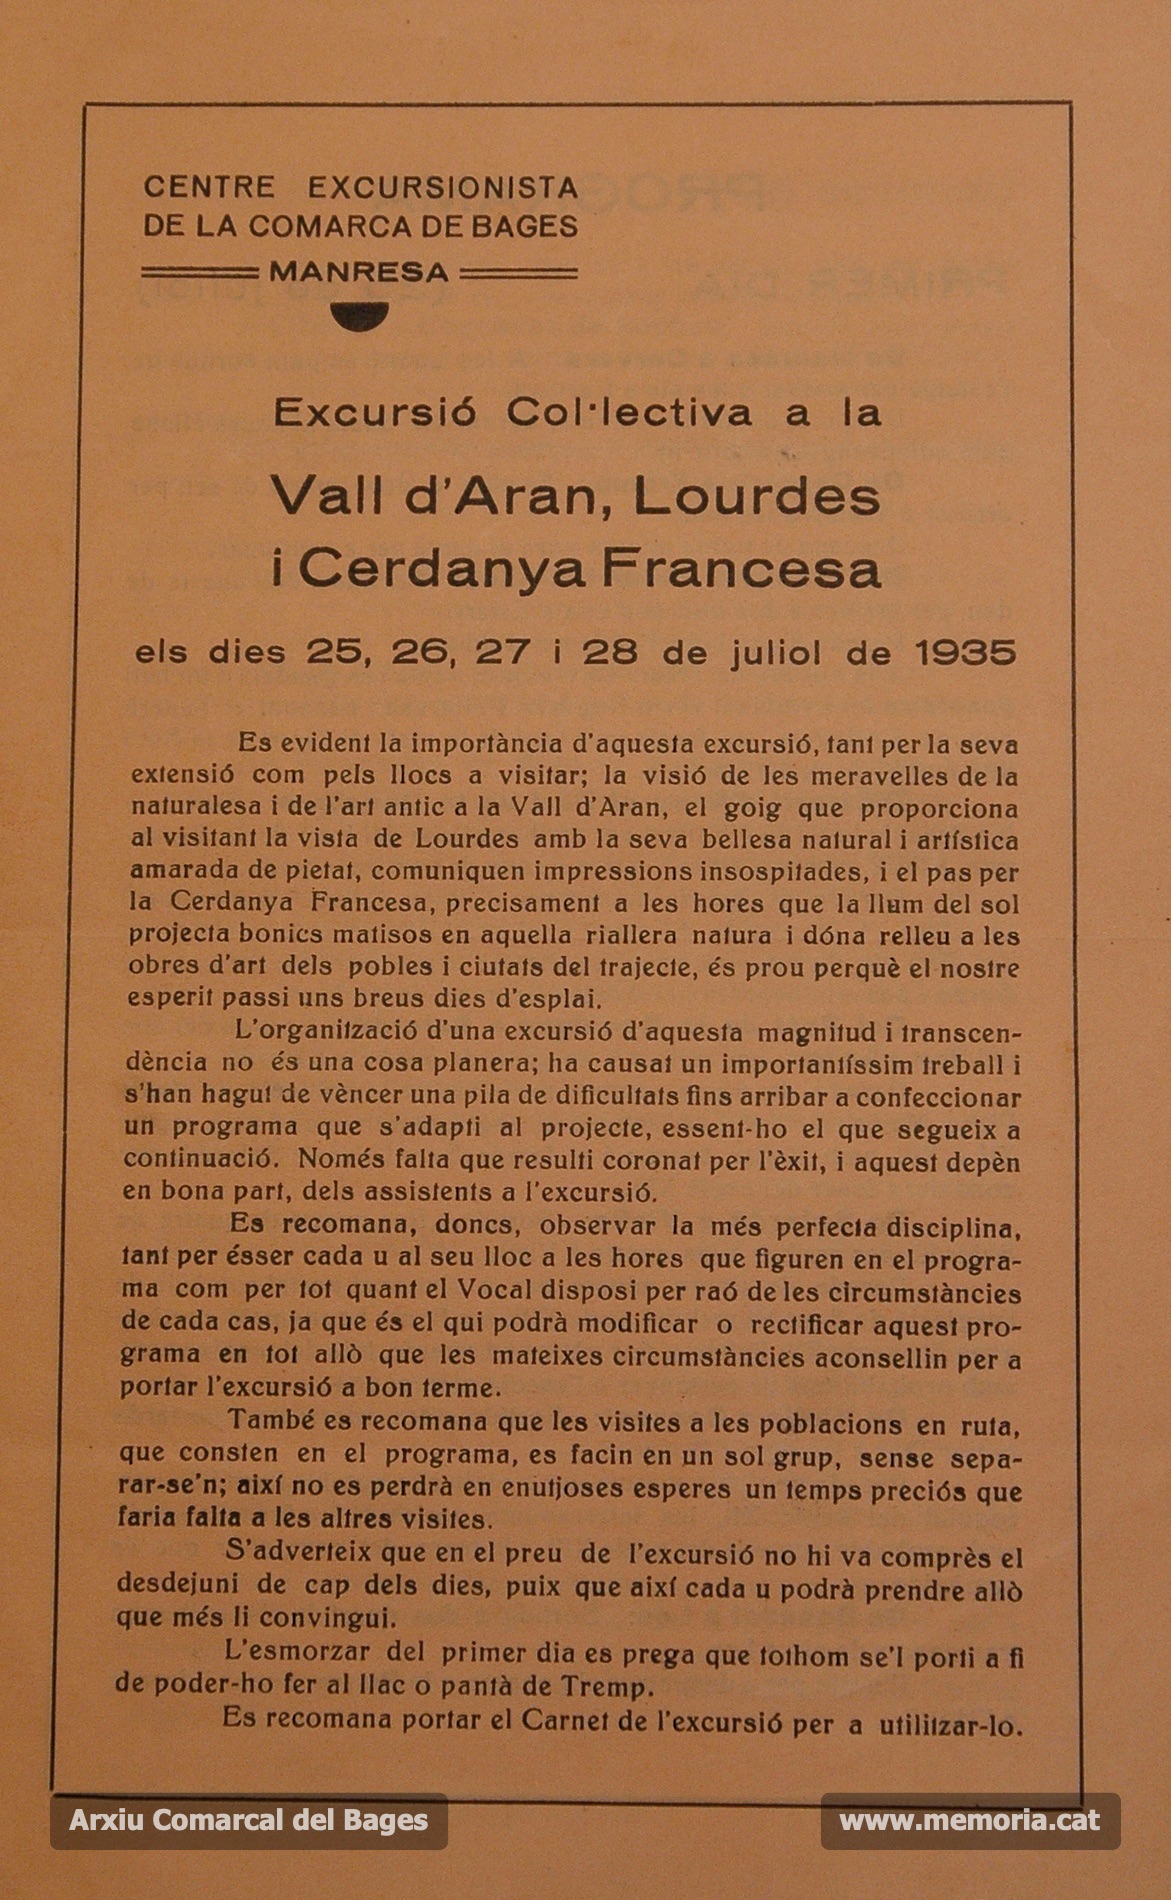 CENTRE EXCURSIONISTA
DE LA COMARCA DE BAGES
MANRESA
Excursió Col·lectiva a la
Vall d'Aran, Lourdes
i Cerdanya Francesa
els dies 25, 26, 27 i 28 de juliol de 1935
Es evident la importància d'aquesta excursió, tant per la seva
extensió com pels llocs a visitar; la visió de les meravelles de la
naturalesa i de l'art antic a la Vall d'Aran, el goig que proporciona
al visitant la vista de Lourdes amb la seva bellesa natural i artística
amarada de pietat, comuniquen impressions insospitades, i el pas per
la Cerdanya Francesa, precisament a les hores que la llum del sol
projecta bonics matisos en aquella riallera natura i dóna relleu a les
obres d'art dels pobles i ciutats del trajecte, és prou perquè el nostre
esperit passi uns breus dies d'esplai.
L'organització d'una excursió d'aquesta magnitud i transcen-
dència no és una cosa planera; ha causat un importantíssim treball i
s'han hagut de vèncer una pila de dificultats fins arribar a confeccionar
un programa que s'adapti al projecte, essent-ho el que segueix a
continuació. Només falta que resulti coronat per l'èxit, i aquest depèn
en bona part, dels assistents a l'excursió.
Es recomana, doncs, observar la més perfecta disciplina,
tant per ésser cada u al seu lloc a les hores que figuren en el progra-
ma com per tot quant el Vocal disposi per raó de les circumstàncies
de cada cas, ja que és el qui podrà modificar o rectificar aquest pro-
grama en tot allò que les mateixes circumstàncies aconsellin per a
portar l'excursió a bon terme.
També es recomana que les visites a les poblacions en ruta,
que consten en el programa, es facin en un sol grup, sense sepa-
rar-se'n; així no es perdrà en enutjoses esperes un temps preciós que
faria falta a les altres visites.
S'adverteix que en el preu de l'excursió no hi va comprès el
desdejuni de cap dels dies, puix que així cada u podrà prendre allò
que més li convingui.
L'esmorzar del primer dia es prega que tothom se'l porti a fi
de poder-ho fer al llac o pantà de Tremp.
Es recomana portar el Carnet de l'excursió per a utilitzar-lo.
Arxiu Comarcal del Bages
www.memoria.cat